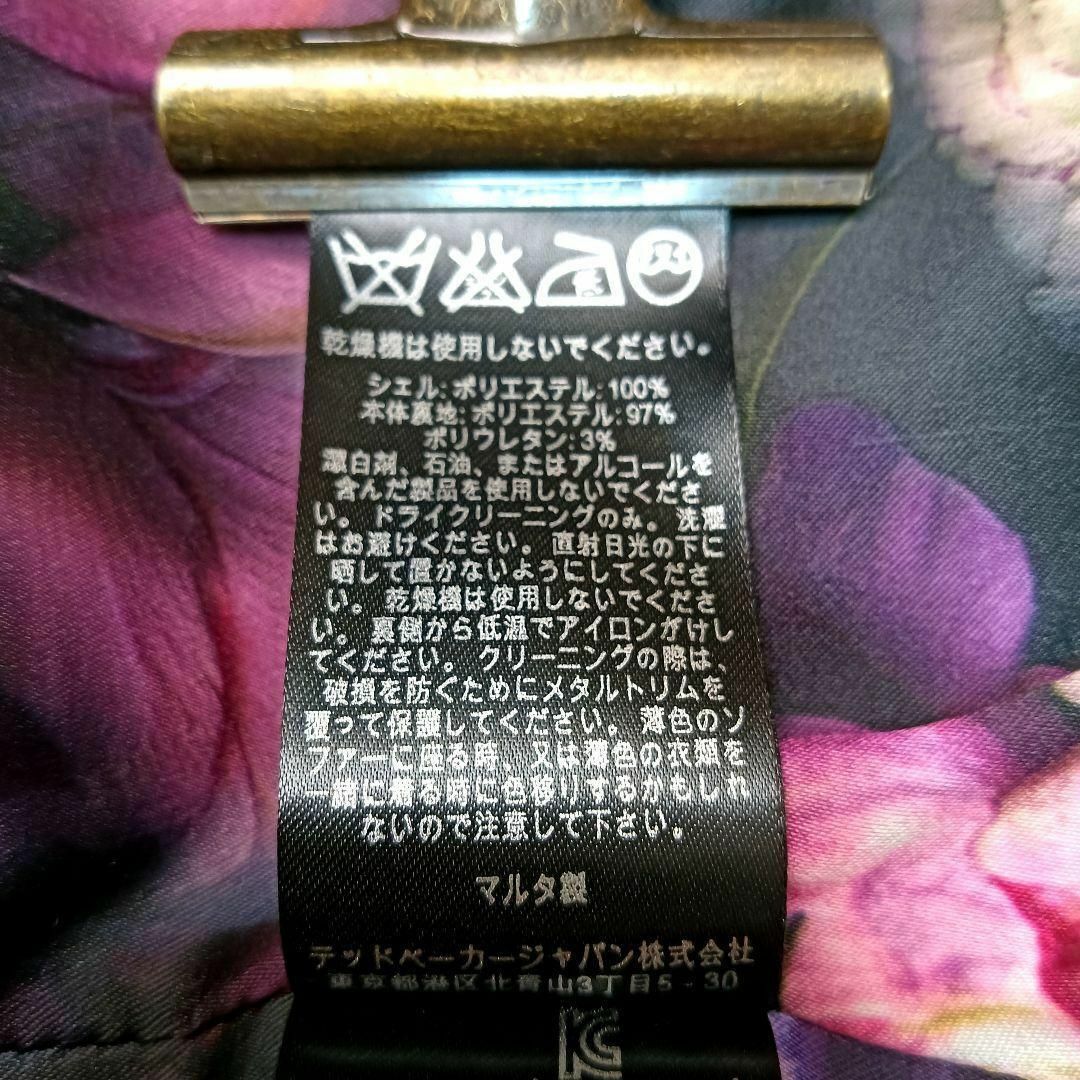 乾燥機は使用しないでください。
シェル: ポリエステル: 100%
本体裏地: ポリエステル: 97%
ポリウレタン: 3%
漂白剤、石油、またはアルコールを
含んだ製品を使用しないでくださ
い。 ドライクリーニングのみ。 洗濯
はお避けください。 直射日光の下に
晒して置かないようにしてくださ
い。 乾燥機は使用しないでくださ
い。 裏側から低温でアイロンがけし
てください。 クリーニングの際は、
破損を防ぐためにメタルトリムを
覆って保護してください。 薄色のソ
ファーに座る時、又は薄色の衣類を
一緒に着る時に色移りするかもしれ
ないので注意して下さい。
マルタ製
テッドベーカージャパン株式会社
東京都港区北青山3丁目5 - 30